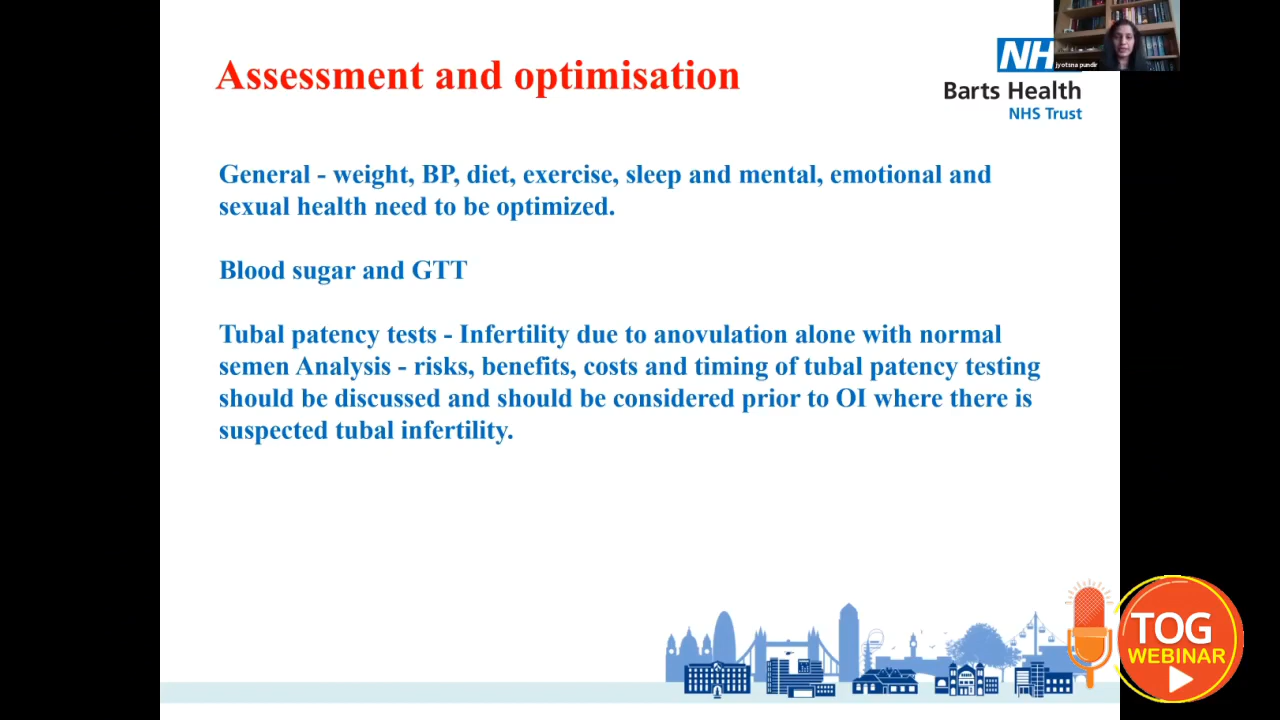 Assessment and optimisation
NH
jyotsna pundir
Barts Health
NHS Trust
General - weight, BP, diet, exercise, sleep and mental, emotional and
sexual health need to be optimized.
Blood sugar and GTT
Tubal patency tests - Infertility due to anovulation alone with normal
semen Analysis - risks, benefits, costs and timing of tubal patency testing
should be discussed and should be considered prior to OI where there is
suspected tubal infertility.
TOG
WEBINAR